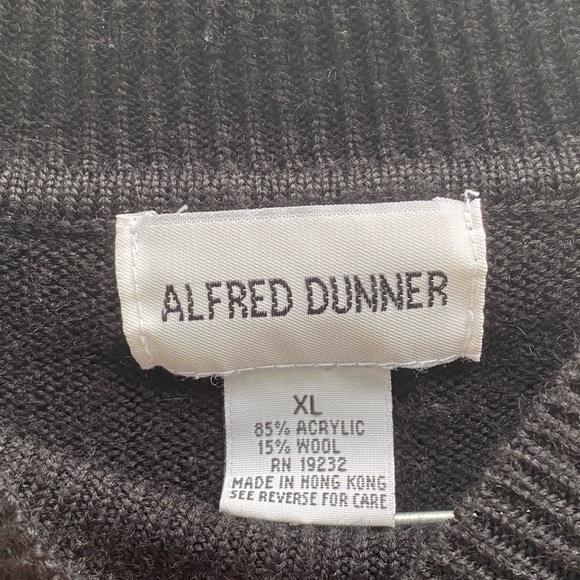 ALFRED DUNNER
XL
85% ACRYLIC
15% WOOL
RN 19232
MADE IN HONG KONG
SEE REVERSE FOR CARE